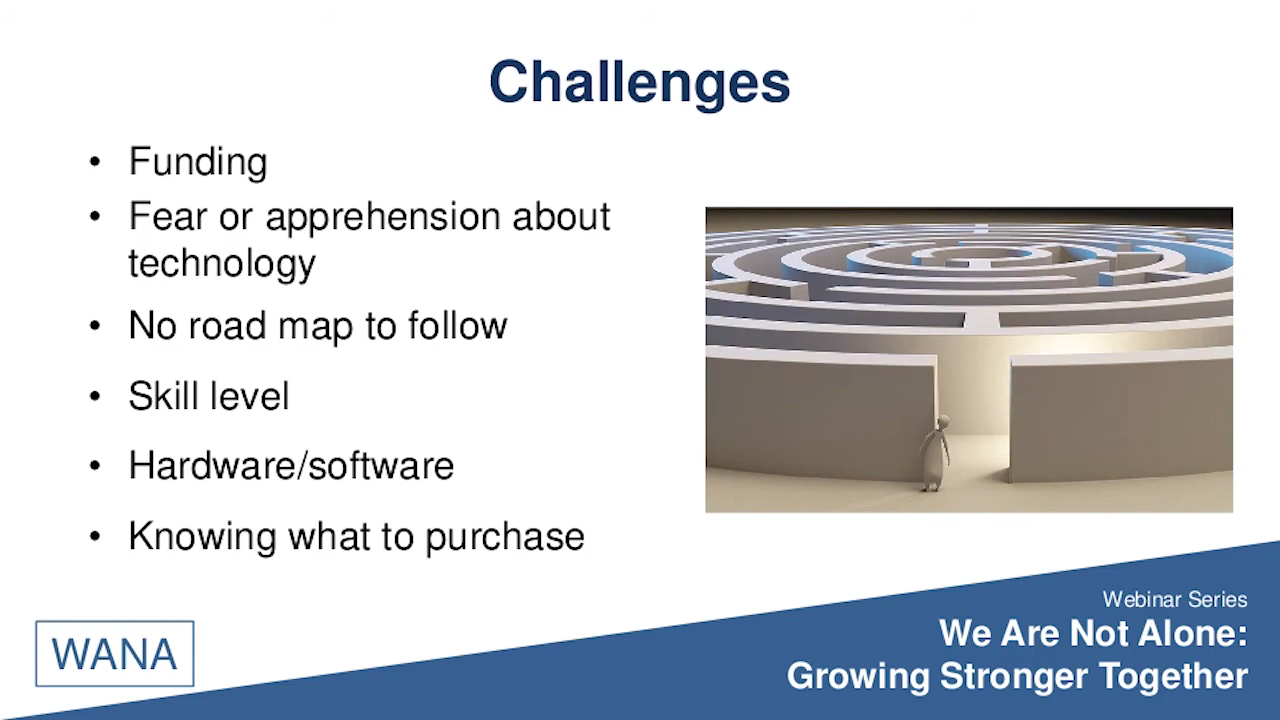 Challenges
• Funding
• Fear or apprehension about
technology
• No road map to follow
• Skill level
• Hardware/software
• Knowing what to purchase
WANA
Webinar Series
We Are Not Alone:
Growing Stronger Together